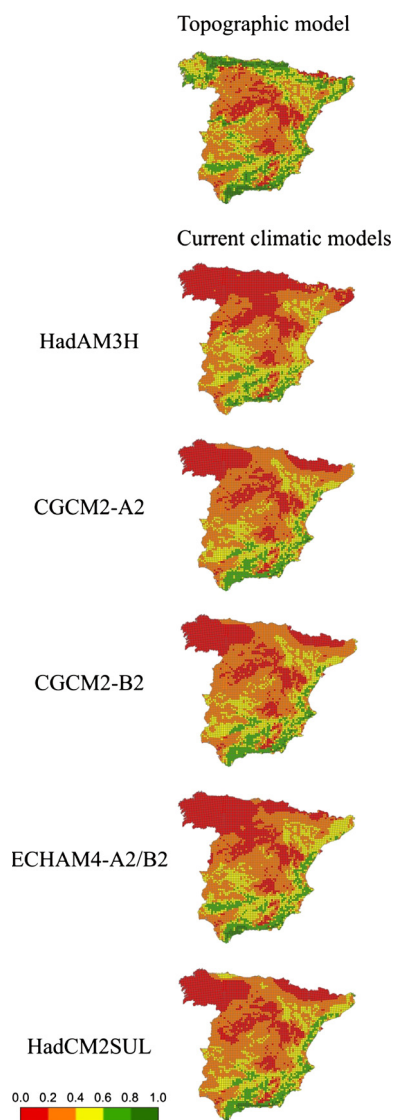 Topographic model
Current climatic models
HadAM3H
CGCM2-A2
CGCM2-B2
ECHAM4-A2/B2
HadCM2SUL
0.0 0.2 0.4 0.6 0.8 1.0